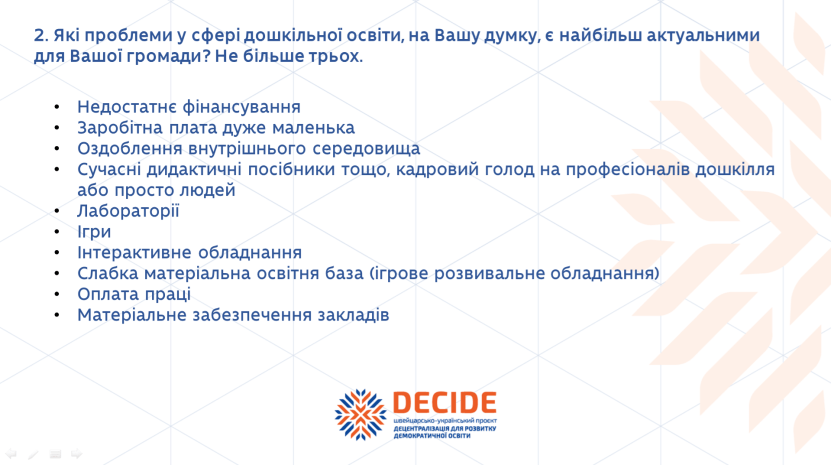 2. Які проблеми у сфері дошкільної освіти, на Вашу думку, є найбільш актуальними
для Вашої громади? Не більше трьох.
• Недостатнє фінансування
• Заробітна плата дуже маленька
• Оздоблення внутрішнього середовища
• Сучасні дидактичні посібники тощо, кадровий голод на професіоналів дошкілля
або просто людей
• Лабораторії
• Ігри
• Інтерактивне обладнання
• Слабка матеріальна освітня база (ігрове розвивальне обладнання)
• Оплата праці
• Матеріальне забезпечення закладів
DECIDE
швейцарсько-український проєкт
ДЕЦЕНТРАЛІЗАЦІЯ ДЛЯ РОЗВИТКУ
ДЕМОКРАТИЧНОЇ ОСВІТИ